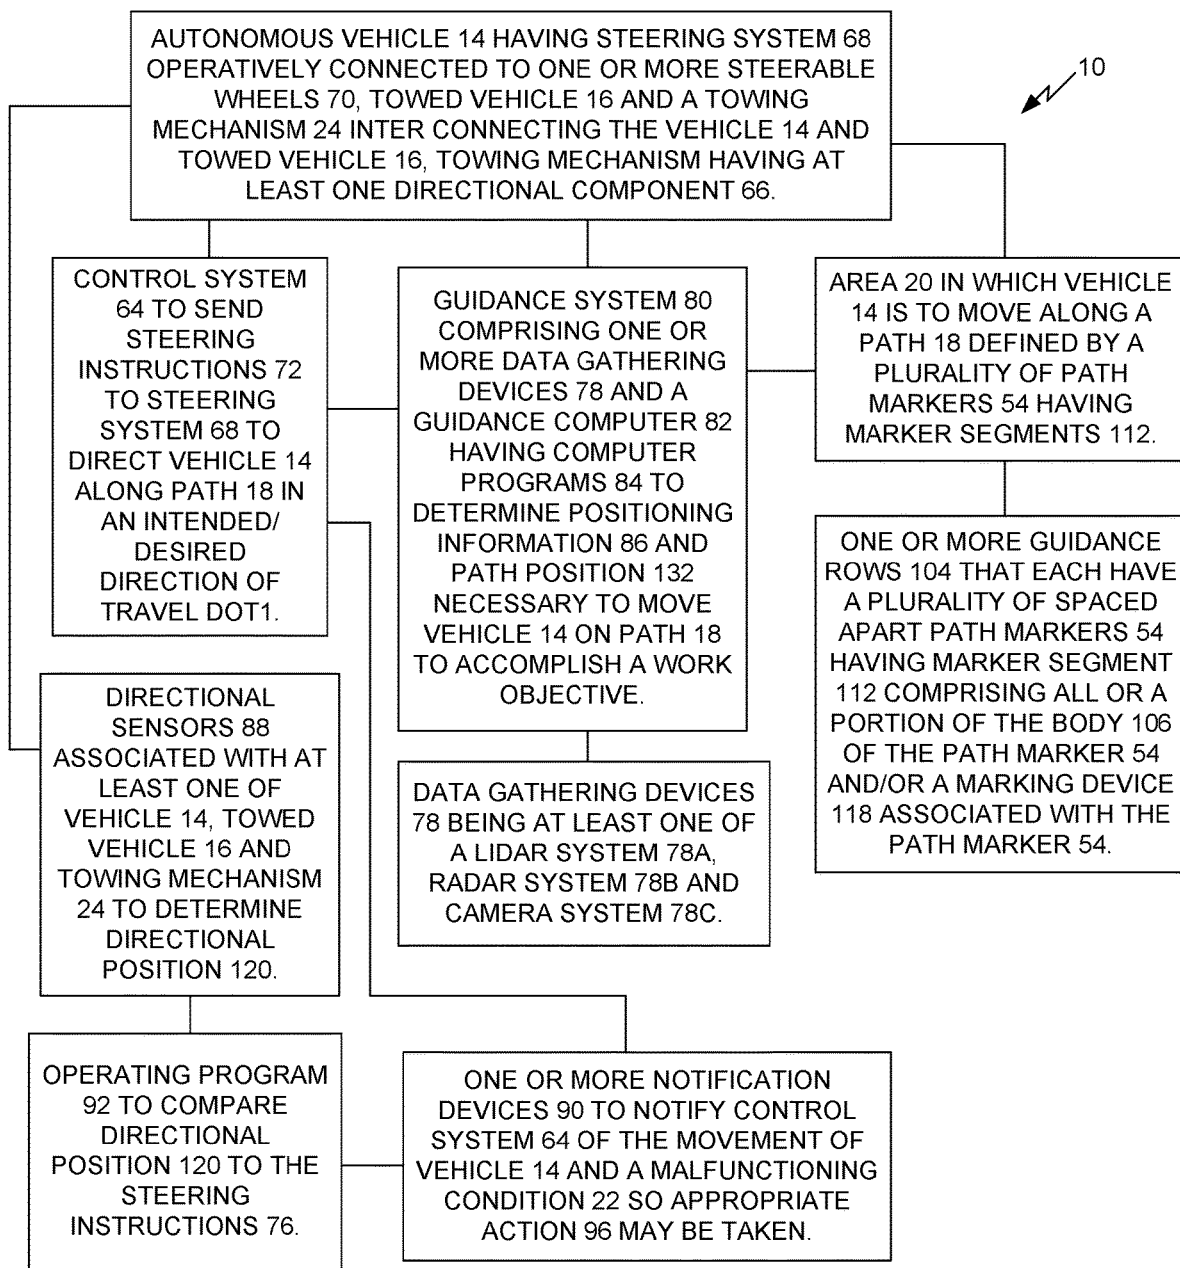 AUTONOMOUS VEHICLE 14 HAVING STEERING SYSTEM 68
OPERATIVELY CONNECTED TO ONE OR MORE STEERABLE
WHEELS 70, TOWED VEHICLE 16 AND A TOWING
MECHANISM 24 INTER CONNECTING THE VEHICLE 14 AND
TOWED VEHICLE 16, TOWING MECHANISM HAVING AT
LEAST ONE DIRECTIONAL COMPONENT 66.
10
CONTROL SYSTEM
64 TO SEND
STEERING
INSTRUCTIONS 72
TO STEERING
SYSTEM 68 TO
DIRECT VEHICLE 14
ALONG PATH 18 IN
AN INTENDED/
DESIRED
DIRECTION OF
TRAVEL DOT1.
GUIDANCE SYSTEM 80
COMPRISING ONE OR
MORE DATA GATHERING
DEVICES 78 AND A
GUIDANCE COMPUTER 82
HAVING COMPUTER
PROGRAMS 84 TO
DETERMINE POSITIONING
INFORMATION 86 AND
PATH POSITION 132
NECESSARY TO MOVE
VEHICLE 14 ON PATH 18
TO ACCOMPLISH A WORK
OBJECTIVE.
AREA 20 IN WHICH VEHICLE
14 IS TO MOVE ALONG A
PATH 18 DEFINED BY A
PLURALITY OF PATH
MARKERS 54 HAVING
MARKER SEGMENTS 112.
ONE OR MORE GUIDANCE
ROWS 104 THAT EACH HAVE
A PLURALITY OF SPACED
APART PATH MARKERS 54
HAVING MARKER SEGMENT
112 COMPRISING ALL OR A
PORTION OF THE BODY 106
OF THE PATH MARKER 54
AND/OR A MARKING DEVICE
118 ASSOCIATED WITH THE
PATH MARKER 54.
DIRECTIONAL
SENSORS 88
ASSOCIATED WITH AT
LEAST ONE OF
VEHICLE 14, TOWED
VEHICLE 16 AND
TOWING MECHANISM
24 TO DETERMINE
DIRECTIONAL
POSITION 120.
DATA GATHERING DEVICES
78 BEING AT LEAST ONE OF
A LIDAR SYSTEM 78A,
RADAR SYSTEM 78B AND
CAMERA SYSTEM 78C.
OPERATING PROGRAM
92 TO COMPARE
DIRECTIONAL
POSITION 120 TO THE
STEERING
INSTRUCTIONS 76.
ONE OR MORE NOTIFICATION
DEVICES 90 TO NOTIFY CONTROL
SYSTEM 64 OF THE MOVEMENT OF
VEHICLE 14 AND A MALFUNCTIONING
CONDITION 22 SO APPROPRIATE
ACTION 96 MAY BE TAKEN.